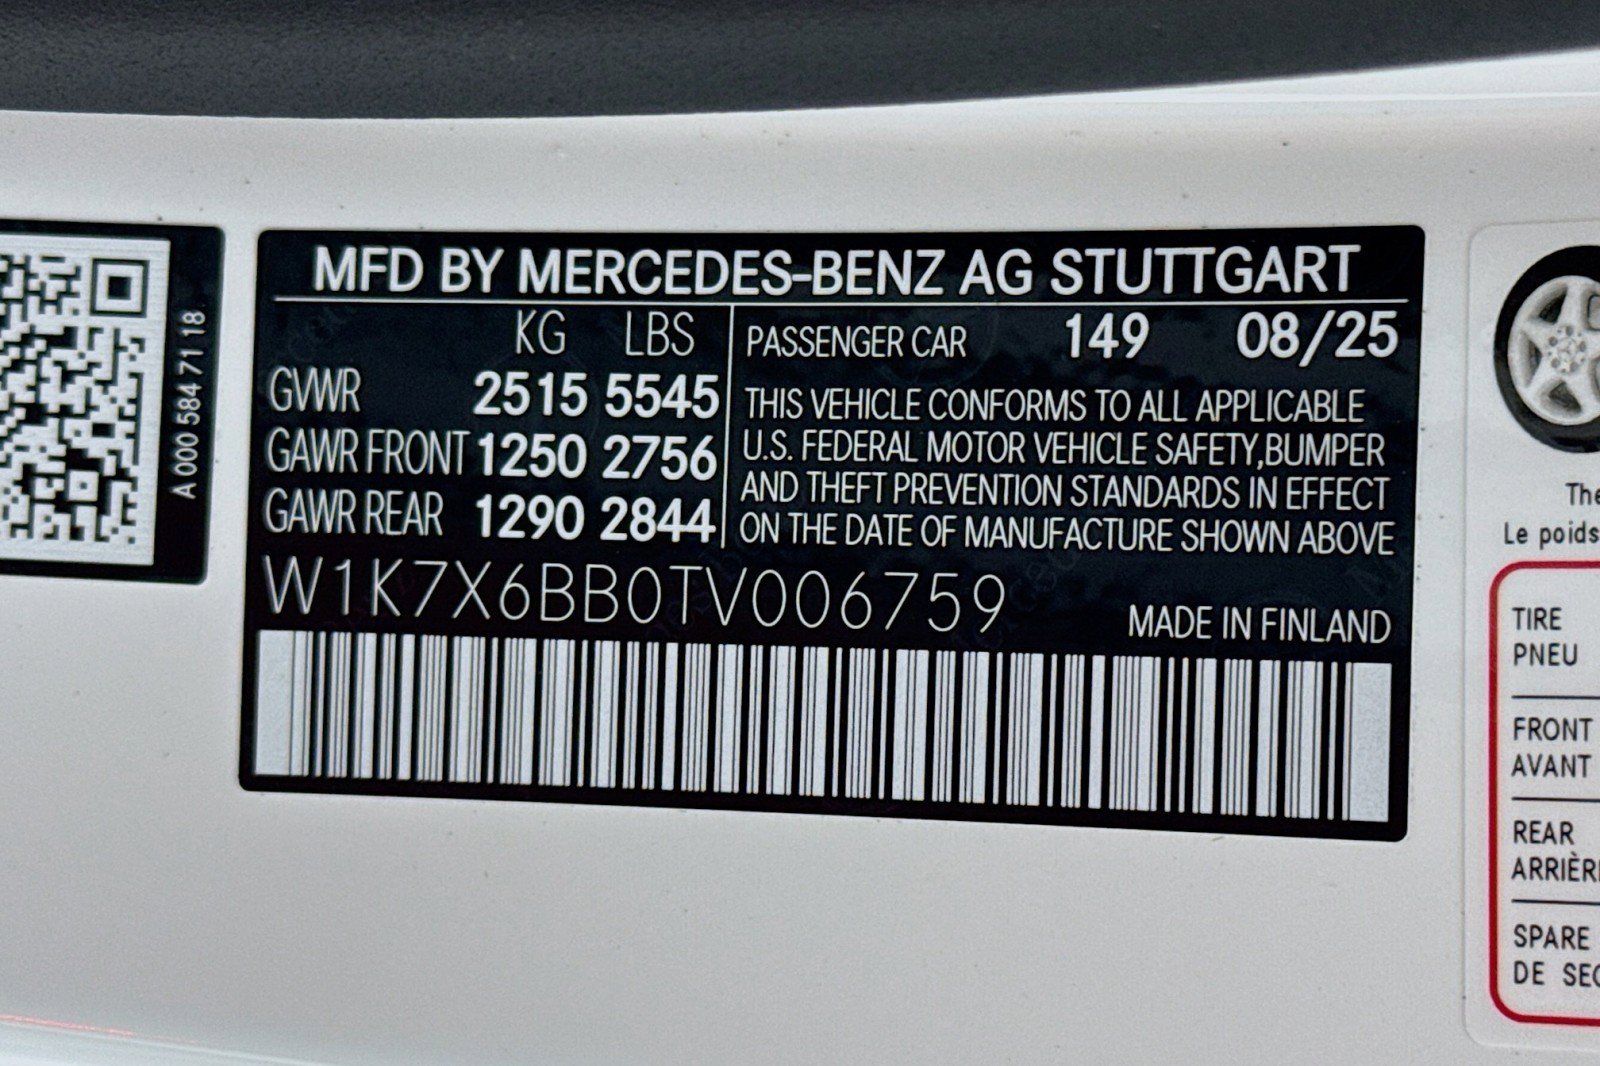 A 000 584 71 18
MFD BY MERCEDES-BENZ AG STUTTGART
KG LBS
GVWR 2515 5545
GAWR FRONT 1250 2756
GAWR REAR 1290 2844
PASSENGER CAR 149 08/25
THIS VEHICLE CONFORMS TO ALL APPLICABLE
U.S. FEDERAL MOTOR VEHICLE SAFETY,BUMPER
AND THEFT PREVENTION STANDARDS IN EFFECT
ON THE DATE OF MANUFACTURE SHOWN ABOVE
W1K7X6BB0TV006759
MADE IN FINLAND
The
Le poids
TIRE
PNEU
FRONT
AVANT
REAR
ARRIÈR
SPARE
DE SEC